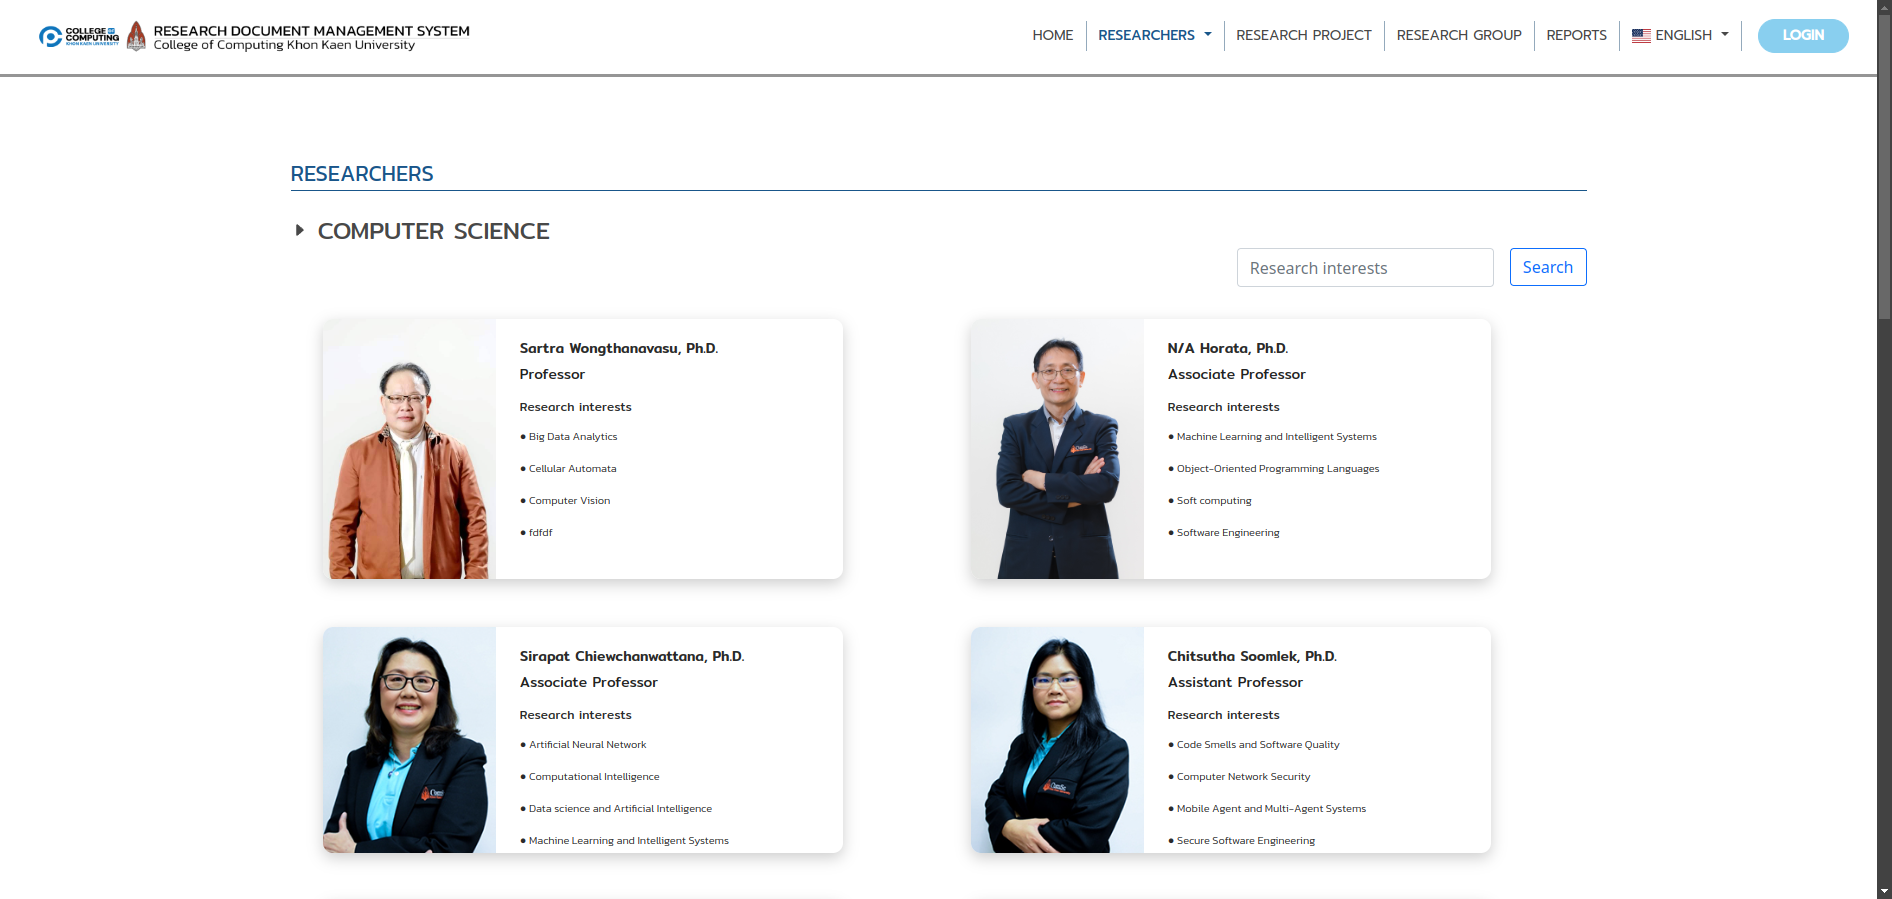 COLLEGE OF
COMPUTING
KHON KAEN UNIVERSITY
RESEARCH DOCUMENT MANAGEMENT SYSTEM
College of Computing Khon Kaen University
HOME
RESEARCHERS
RESEARCH PROJECT
RESEARCH GROUP
REPORTS
ENGLISH
LOGIN
RESEARCHERS
COMPUTER SCIENCE
Research interests
Search
Sartra Wongthanavasu, Ph.D.
Professor
Research interests
● Big Data Analytics
● Cellular Automata
● Computer Vision
● fdfdf
N/A Horata, Ph.D.
Associate Professor
Research interests
● Machine Learning and Intelligent Systems
● Object-Oriented Programming Languages
● Soft computing
● Software Engineering
Sirapat Chiewchanwattana, Ph.D.
Associate Professor
Research interests
● Artificial Neural Network
● Computational Intelligence
● Data science and Artificial Intelligence
● Machine Learning and Intelligent Systems
Chitsutha Soomlek, Ph.D.
Assistant Professor
Research interests
● Code Smells and Software Quality
● Computer Network Security
● Mobile Agent and Multi-Agent Systems
● Secure Software Engineering